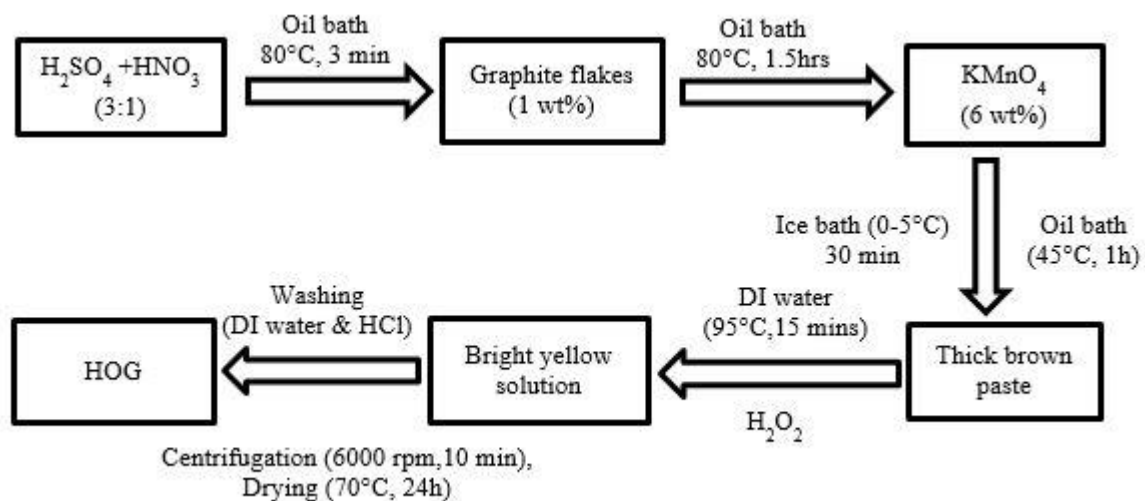 H₂SO₄ +HNO₃
(3:1)
Oil bath
80°C, 3 min
Graphite flakes
(1 wt%)
Oil bath
80°C, 1.5hrs
KMnO₄
(6 wt%)
Ice bath (0-5°C)
30 min
Oil bath
(45°C, 1h)
Thick brown
paste
DI water
(95°C,15 mins)
H₂O₂
Bright yellow
solution
Washing
(DI water & HCl)
Centrifugation (6000 rpm,10 min),
Drying (70°C, 24h)
HOG